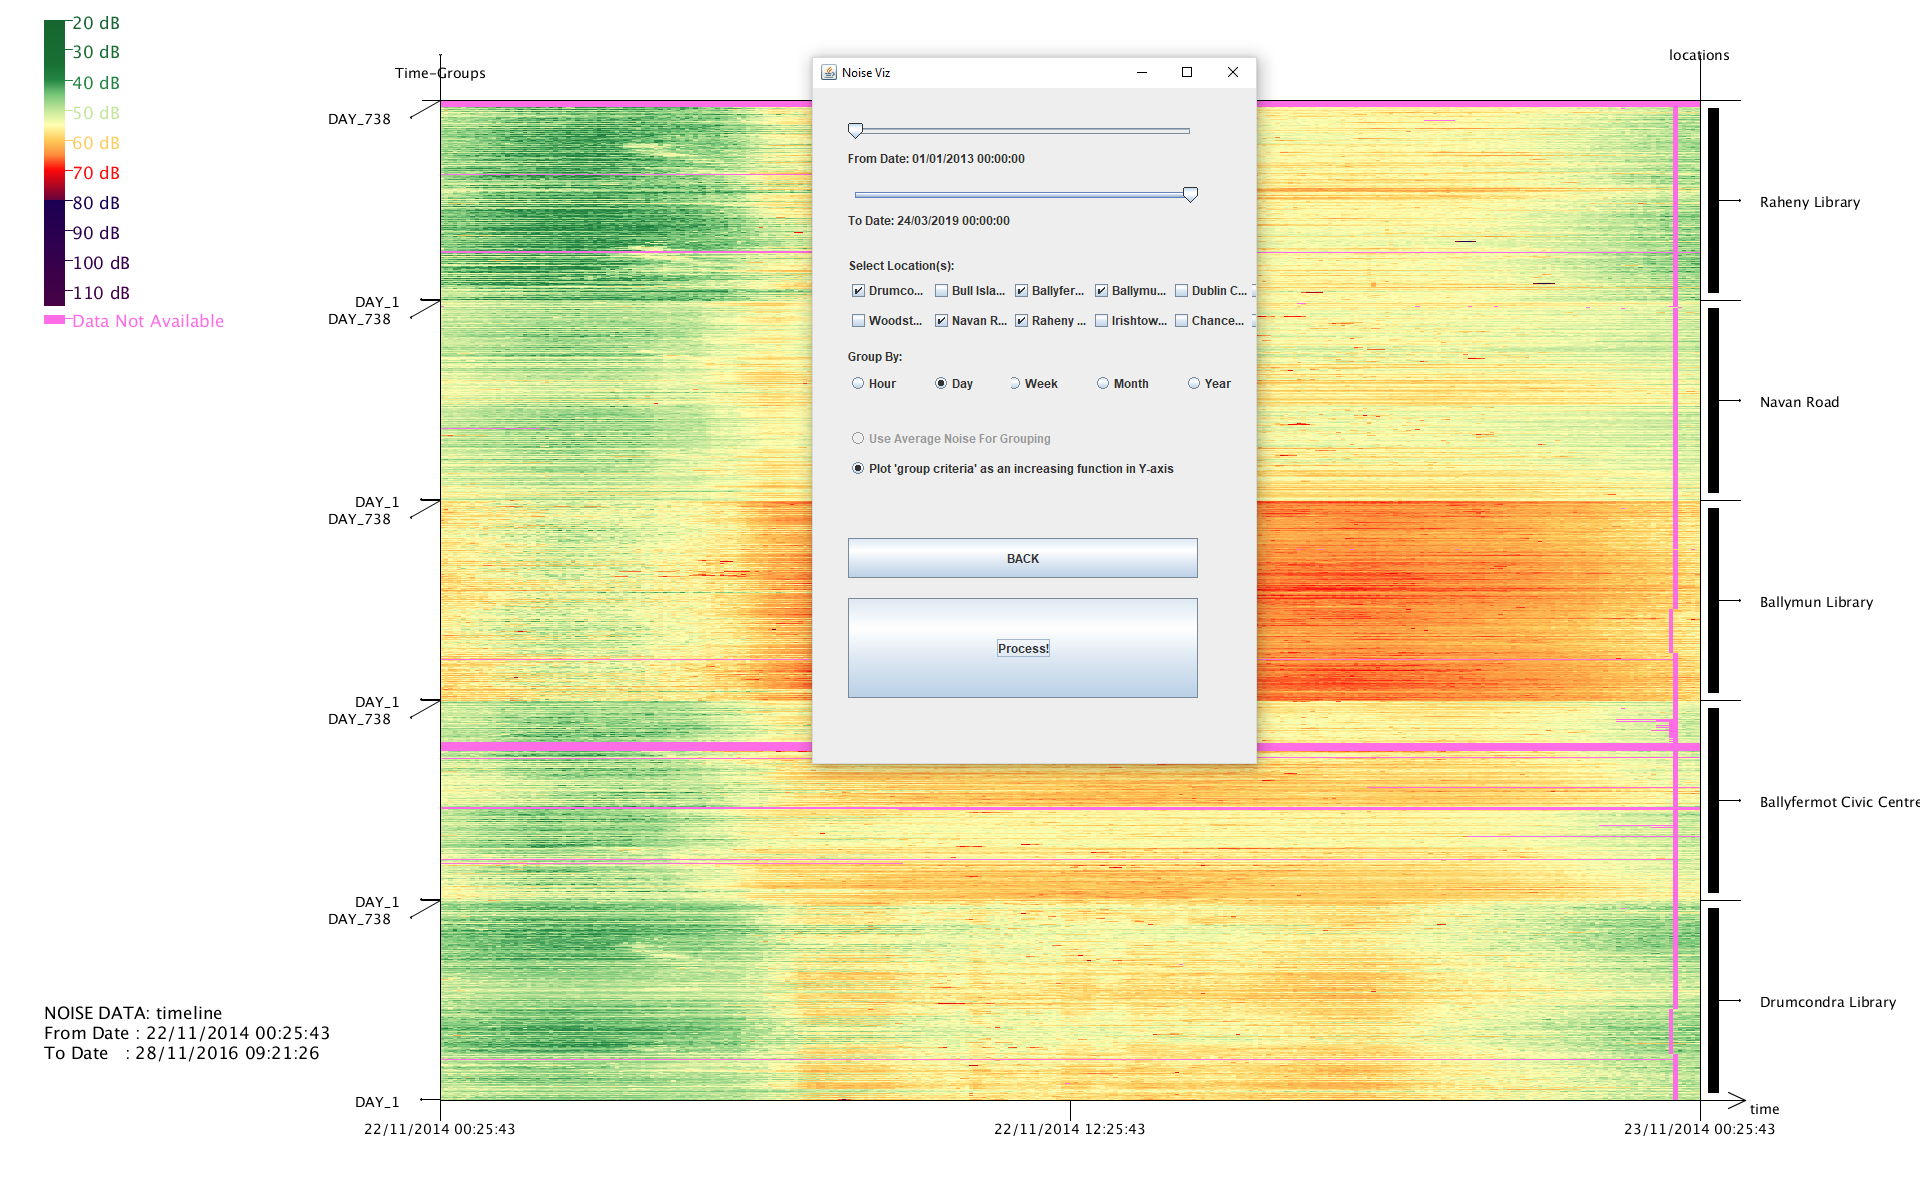 20 dB
30 dB
40 dB
50 dB
60 dB
70 dB
80 dB
90 dB
100 dB
110 dB
Data Not Available
Time-Groups
locations
DAY_738
DAY_1
DAY_738
DAY_1
DAY_738
DAY_1
DAY_738
DAY_1
DAY_738
DAY_1
Noise Viz
From Date: 01/01/2013 00:00:00
To Date: 24/03/2019 00:00:00
Select Location(s):
Drumco... Bull Isla... Ballyfer... Ballymu... Dublin C...
Woodst... Navan R... Raheny ... Irishtow... Chance...
Group By:
Hour Day Week Month Year
Use Average Noise For Grouping
Plot 'group criteria' as an increasing function in Y-axis
BACK
Process!
Raheny Library
Navan Road
Ballymun Library
Ballyfermot Civic Centre
Drumcondra Library
NOISE DATA: timeline
From Date : 22/11/2014 00:25:43
To Date : 28/11/2016 09:21:26
time
22/11/2014 00:25:43
22/11/2014 12:25:43
23/11/2014 00:25:43